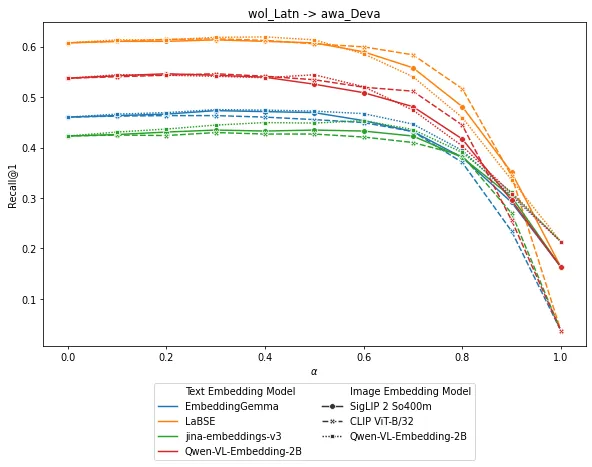 wol_Latn -> awa_Deva
Recall@1
0.6
0.5
0.4
0.3
0.2
0.1
0.0 0.2 0.4 0.6 0.8 1.0
α
Text Embedding Model Image Embedding Model
EmbeddingGemma SigLIP 2 So400m
LaBSE CLIP ViT-B/32
jina-embeddings-v3 Qwen-VL-Embedding-2B
Qwen-VL-Embedding-2B